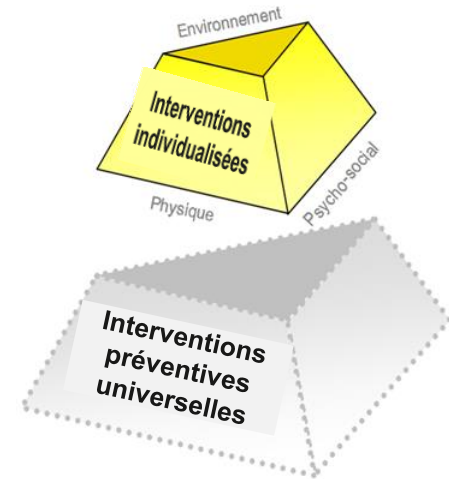 Environnement
Interventions
individualisées
Physique
Psycho-social
Interventions
préventives
universelles